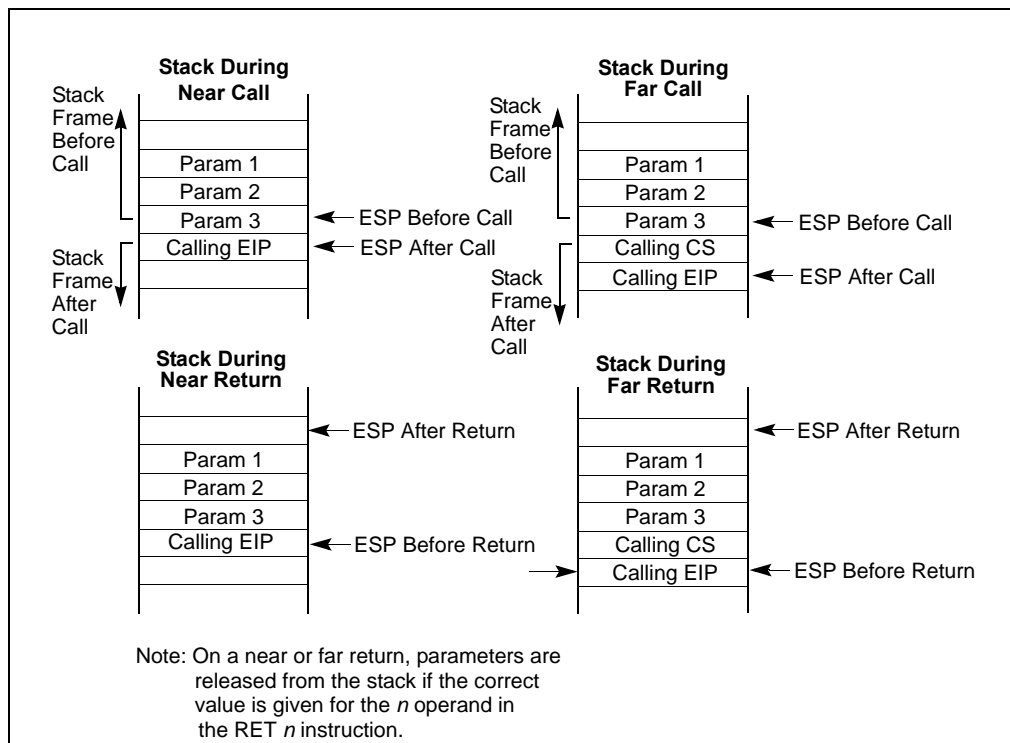 Stack During
Near Call
Stack
Frame
Before
Call
Param 1
Param 2
Param 3
ESP Before Call
Calling EIP
ESP After Call
Stack
Frame
After
Call
Stack During
Far Call
Stack
Frame
Before
Call
Param 1
Param 2
Param 3
ESP Before Call
Calling CS
Calling EIP
ESP After Call
Stack
Frame
After
Call
Stack During
Near Return
ESP After Return
Param 1
Param 2
Param 3
Calling EIP
ESP Before Return
Stack During
Far Return
ESP After Return
Param 1
Param 2
Param 3
Calling CS
Calling EIP
ESP Before Return
Note: On a near or far return, parameters are
released from the stack if the correct
value is given for the n operand in
the RET n instruction.